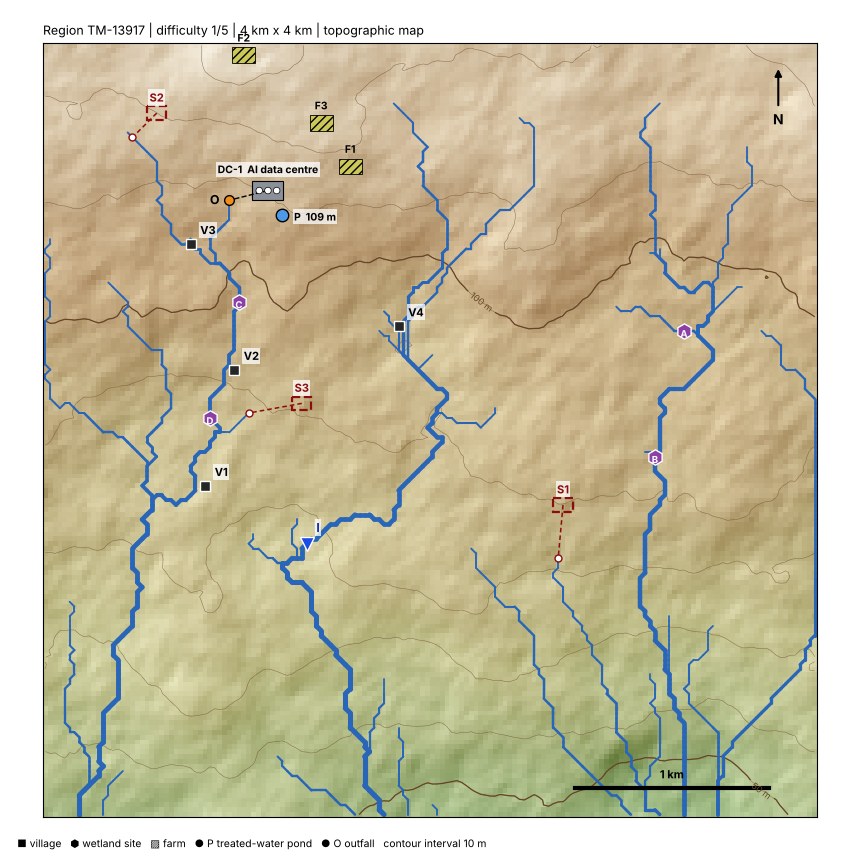 Region TM-13917 | difficulty 1/5 | 4 km x 4 km | topographic map
F2
S2
F3
N
F1
DC-1 AI data centre
O
P 109 m
V3
C
100 m
V4
A
V2
S3
D
B
V1
S1
I
1 km
m
village wetland site farm P treated-water pond O outfall contour interval 10 m